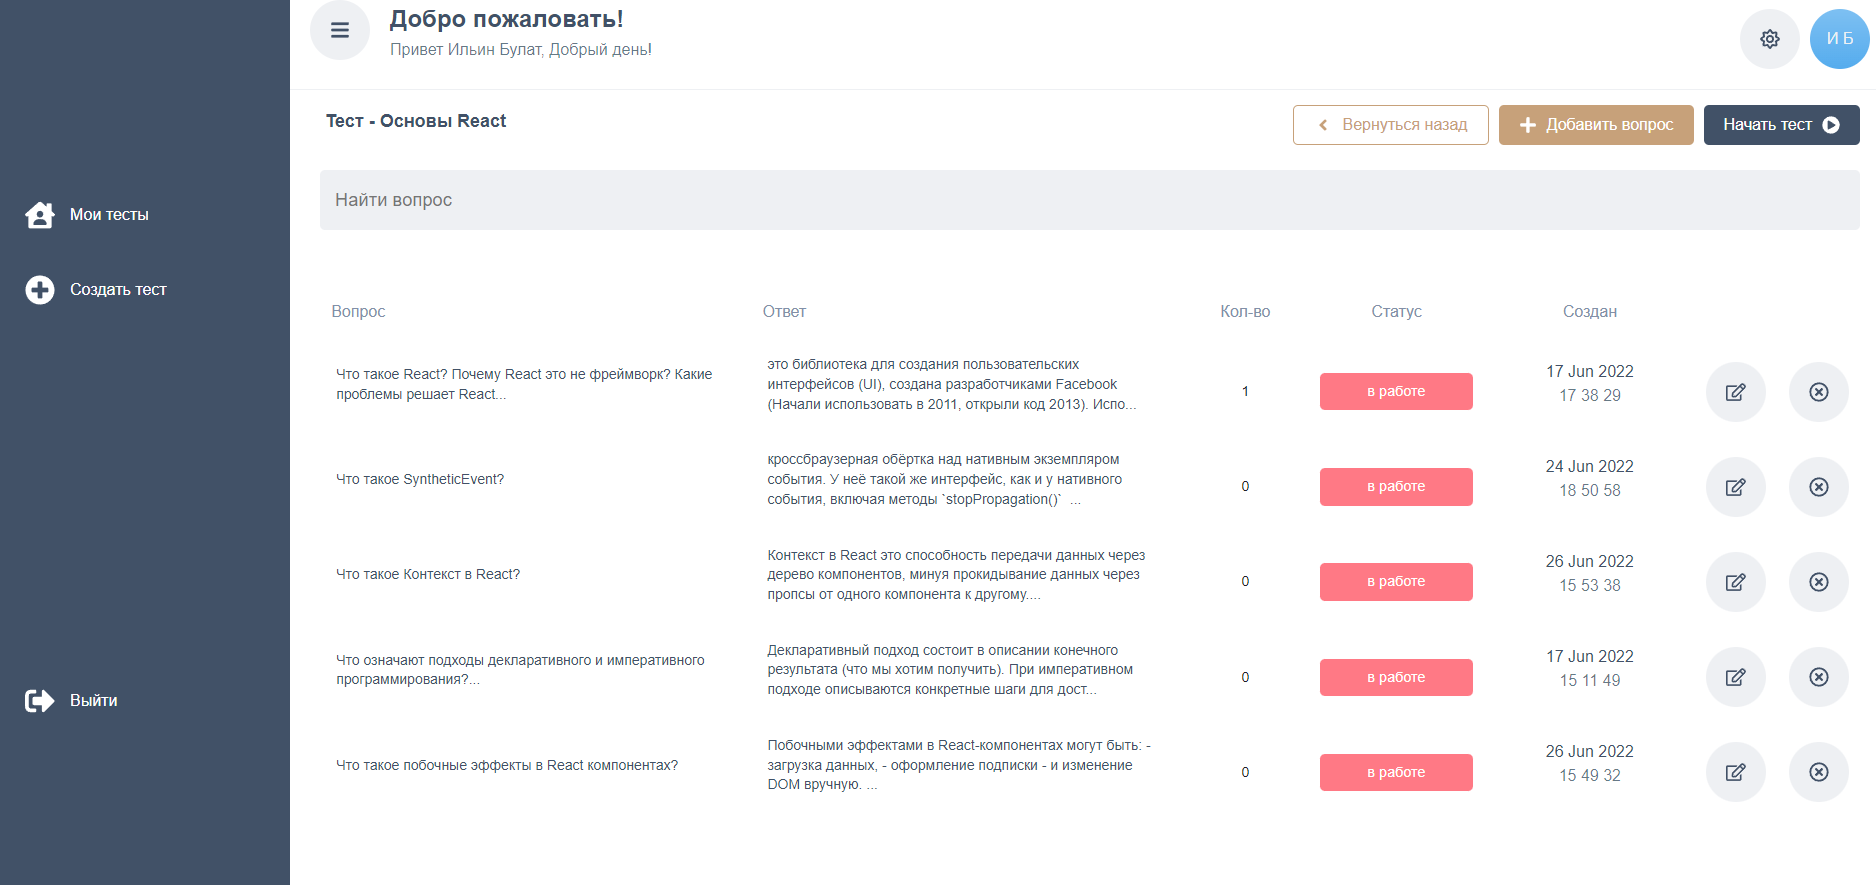 Добро пожаловать!
Привет Ильин Булат, Добрый день!
И Б
Мои тесты
Создать тест
Выйти
Тест - Основы React
Вернуться назад
Добавить вопрос
Начать тест
Найти вопрос
Вопрос
Ответ
Кол-во
Статус
Создан
Что такое React? Почему React это не фреймворк? Какие
проблемы решает React...
это библиотека для создания пользовательских
интерфейсов (UI), создана разработчиками Facebook
(Начали использовать в 2011, открыли код 2013). Испо...
1
в работе
17 Jun 2022
17 38 29
Что такое SyntheticEvent?
кроссбраузерная обёртка над нативным экземпляром
события. У неё такой же интерфейс, как и у нативного
события, включая методы `stopPropagation()` ...
0
в работе
24 Jun 2022
18 50 58
Что такое Контекст в React?
Контекст в React это способность передачи данных через
дерево компонентов, минуя прокидывание данных через
пропсы от одного компонента к другому....
0
в работе
26 Jun 2022
15 53 38
Что означают подходы декларативного и императивного
программирования?...
Декларативный подход состоит в описании конечного
результата (что мы хотим получить). При императивном
подходе описываются конкретные шаги для дост...
0
в работе
17 Jun 2022
15 11 49
Что такое побочные эффекты в React компонентах?
Побочными эффектами в React-компонентах могут быть: -
загрузка данных, - оформление подписки - и изменение
DOM вручную. ...
0
в работе
26 Jun 2022
15 49 32